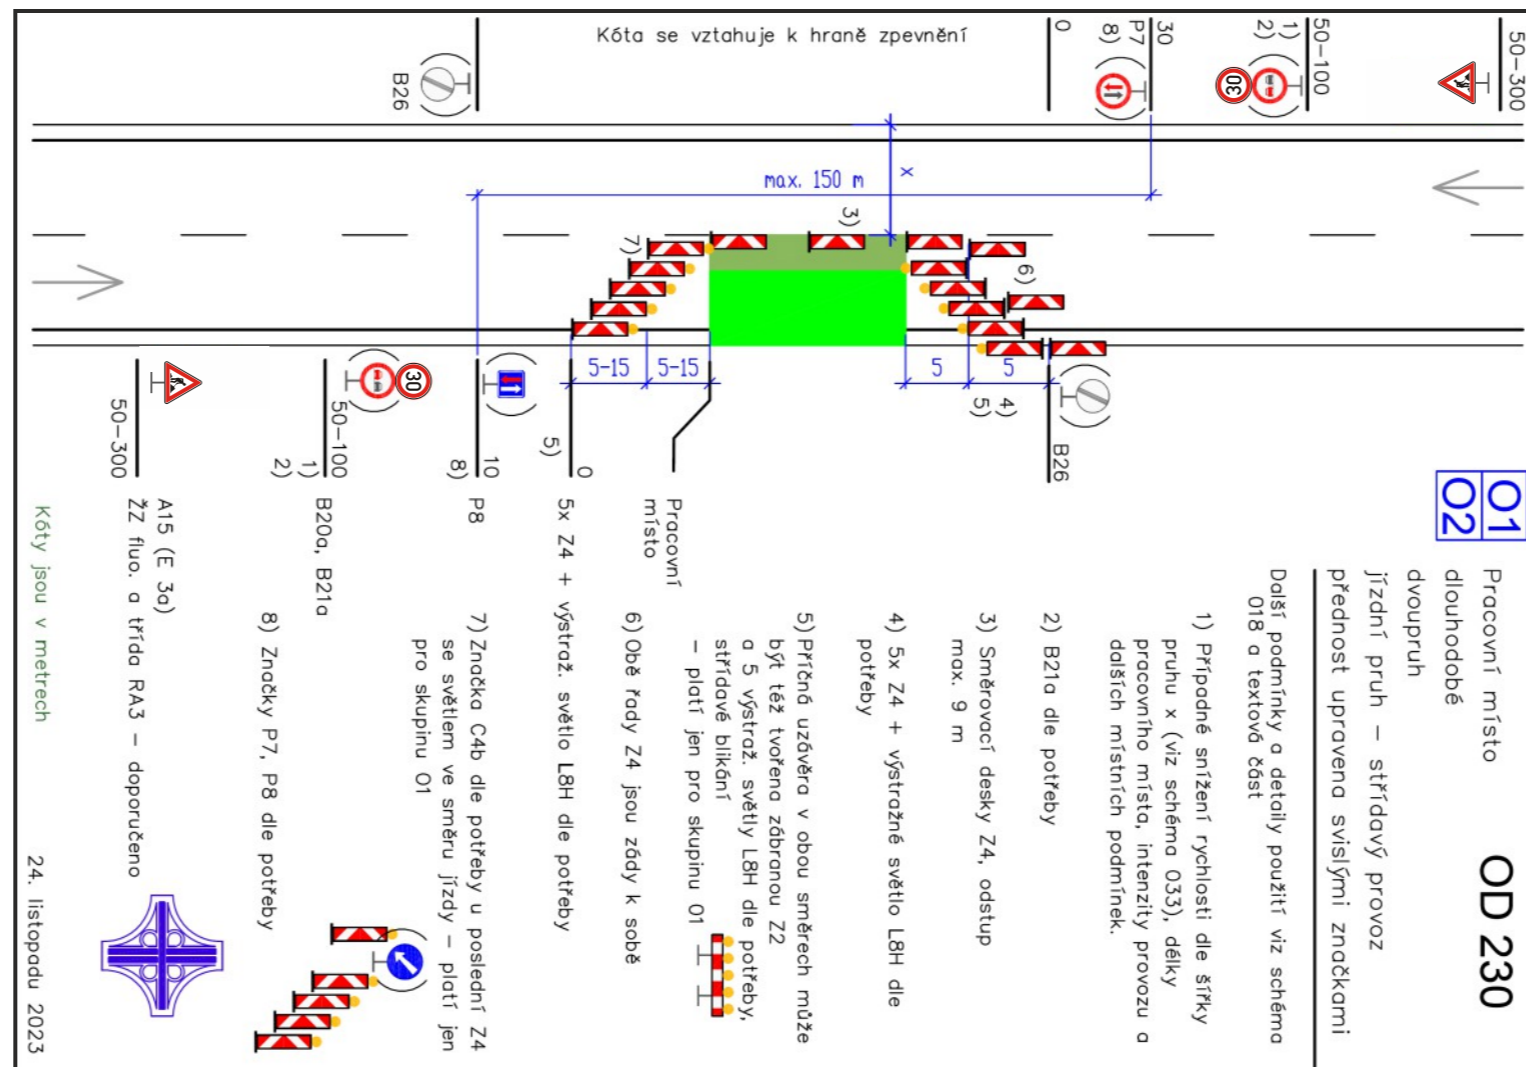 O1
O2
OD 230
Pracovní místo
dlouhodobé
dvoupruh
jízdní pruh – střídavý provoz
přednost upravena svislými značkami
Další podmínky a detaily použití viz schéma
018 a textová část
1) Případné snížení rychlosti dle šířky
pruhu x (viz schéma 033), délky
pracovního místa, intenzity provozu a
dalších místních podmínek.
2) B21a dle potřeby
3) Směrovací desky Z4, odstup
max. 9 m
4) 5x Z4 + výstražné světlo L8H dle
potřeby
5) Příčná uzávěra v obou směrech může
být též tvořena zábranou Z2
a 5 výstraž. světly L8H dle potřeby,
střídavé blikání
– platí jen pro skupinu 01
6) Obě řady Z4 jsou zády k sobě
7) Značka C4b dle potřeby u poslední Z4
se světlem ve směru jízdy – platí jen
pro skupinu 01
8) Značky P7, P8 dle potřeby
50-300
50-100
1)
2)
30
30
P7
8)
0
Kóta se vztahuje k hraně zpevnění
B26
x
max. 150 m
3)
7)
6)
5-15
5-15
5
5
4)
5)
B26
Pracovní
místo
0
5)
5x Z4 + výstraž. světlo L8H dle potřeby
10
8)
P8
30
50-100
1)
2)
B20a, B21a
50-300
A15 (E 3a)
ŽZ fluo. a třída RA3 – doporučeno
Kóty jsou v metrech
24. listopadu 2023